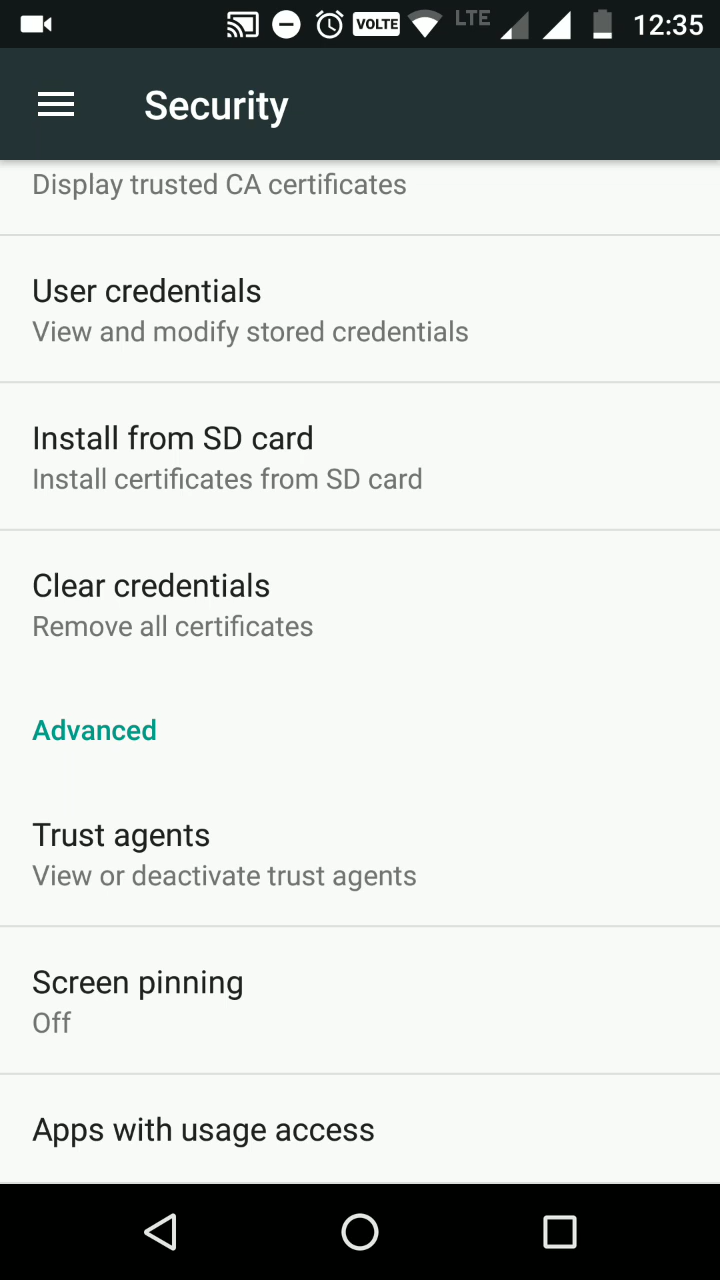 VOLTE LTE 12:35
Security
Display trusted CA certificates
User credentials
View and modify stored credentials
Install from SD card
Install certificates from SD card
Clear credentials
Remove all certificates
Advanced
Trust agents
View or deactivate trust agents
Screen pinning
Off
Apps with usage access